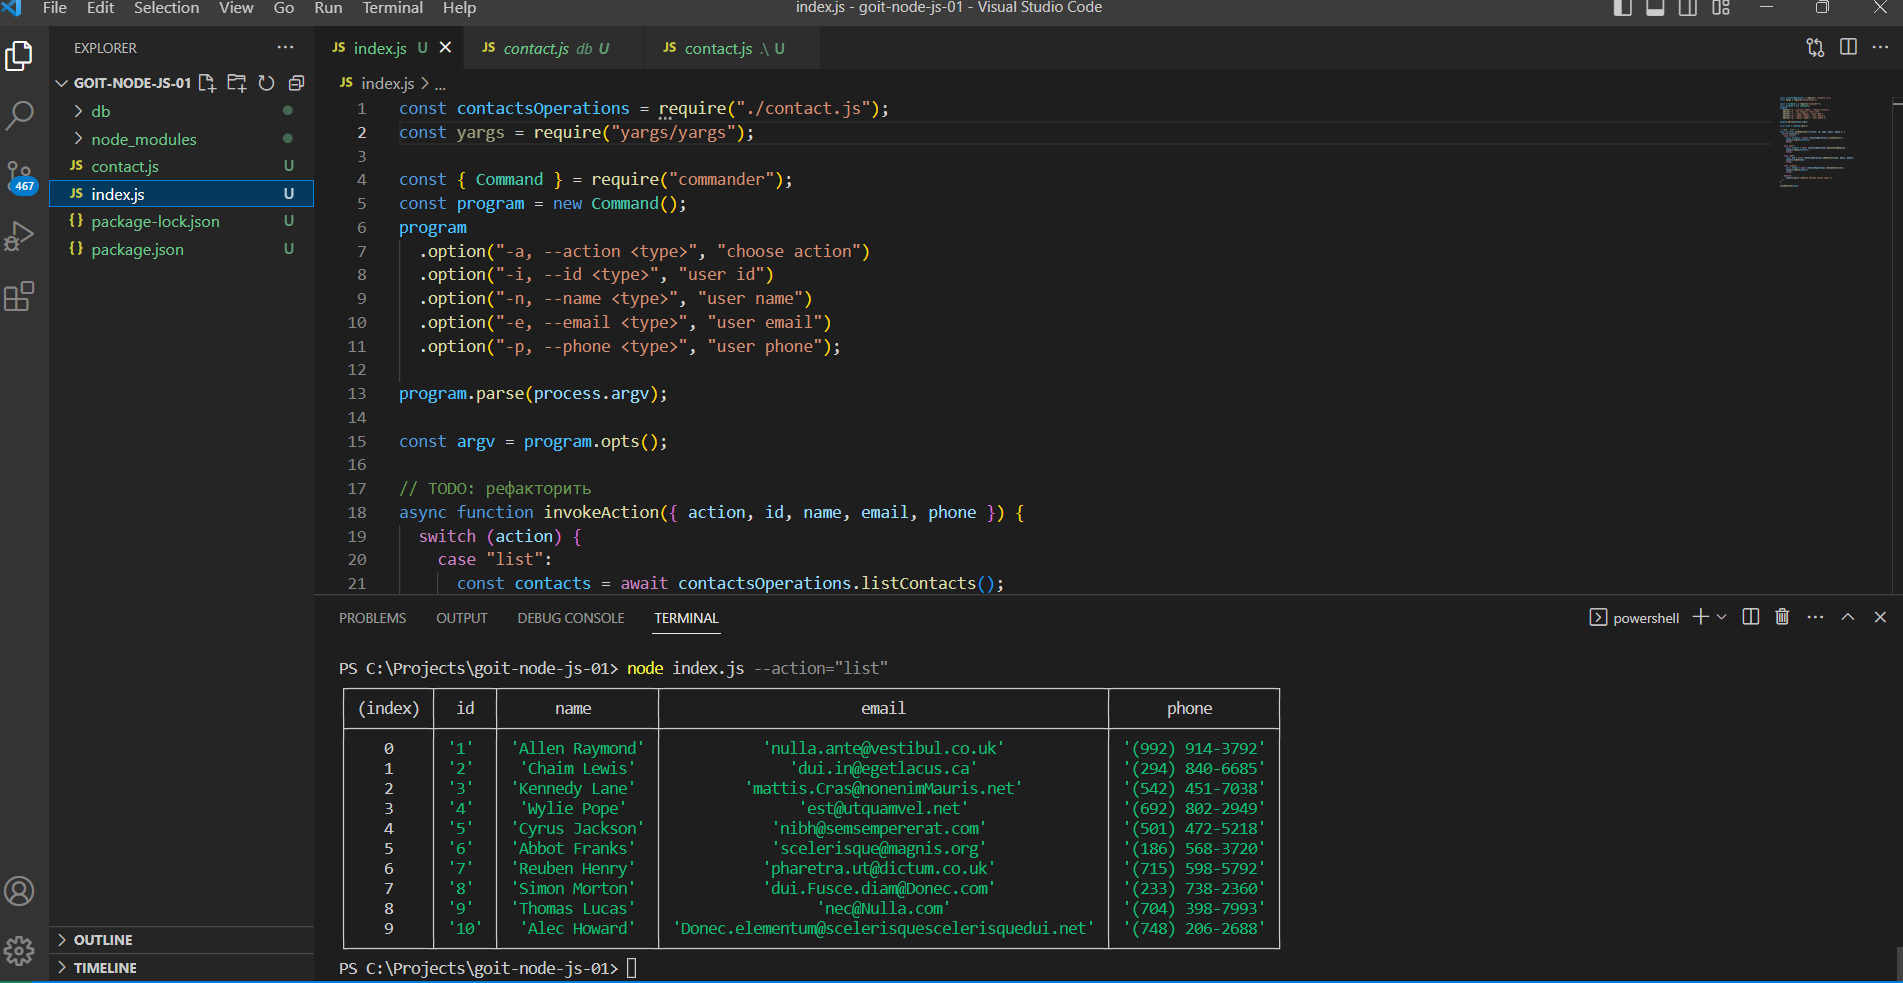 File Edit Selection View Go Run Terminal Help
index.js - goit-node-js-01 - Visual Studio Code
EXPLORER
GOIT-NODE-JS-01
db
node_modules
JS contact.js U
JS index.js U
{} package-lock.json U
{} package.json U
467
OUTLINE
TIMELINE
JS index.js U
JS contact.js db U
JS contact.js .\ U
JS index.js > ...
1 const contactsOperations = require("./contact.js");
2 const yargs = require("yargs/yargs");
3
4 const { Command } = require("commander");
5 const program = new Command();
6 program
7 .option("-a, --action <type>", "choose action")
8 .option("-i, --id <type>", "user id")
9 .option("-n, --name <type>", "user name")
10 .option("-e, --email <type>", "user email")
11 .option("-p, --phone <type>", "user phone");
12
13 program.parse(process.argv);
14
15 const argv = program.opts();
16
17 // TODO: рефакторить
18 async function invokeAction({ action, id, name, email, phone }) {
19 switch (action) {
20 case "list":
21 const contacts = await contactsOperations.listContacts();
PROBLEMS OUTPUT DEBUG CONSOLE TERMINAL
powershell
PS C:\Projects\goit-node-js-01> node index.js --action="list"
(index) id name email phone
0 '1' 'Allen Raymond' 'nulla.ante@vestibul.co.uk' '(992) 914-3792'
1 '2' 'Chaim Lewis' 'dui.in@egetlacus.ca' '(294) 840-6685'
2 '3' 'Kennedy Lane' 'mattis.Cras@nonenimMauris.net' '(542) 451-7038'
3 '4' 'Wylie Pope' 'est@utquamvel.net' '(692) 802-2949'
4 '5' 'Cyrus Jackson' 'nibh@semsempererat.com' '(501) 472-5218'
5 '6' 'Abbot Franks' 'scelerisque@magnis.org' '(186) 568-3720'
6 '7' 'Reuben Henry' 'pharetra.ut@dictum.co.uk' '(715) 598-5792'
7 '8' 'Simon Morton' 'dui.Fusce.diam@Donec.com' '(233) 738-2360'
8 '9' 'Thomas Lucas' 'nec@Nulla.com' '(704) 398-7993'
9 '10' 'Alec Howard' 'Donec.elementum@scelerisquescelerisquedui.net' '(748) 206-2688'
PS C:\Projects\goit-node-js-01>